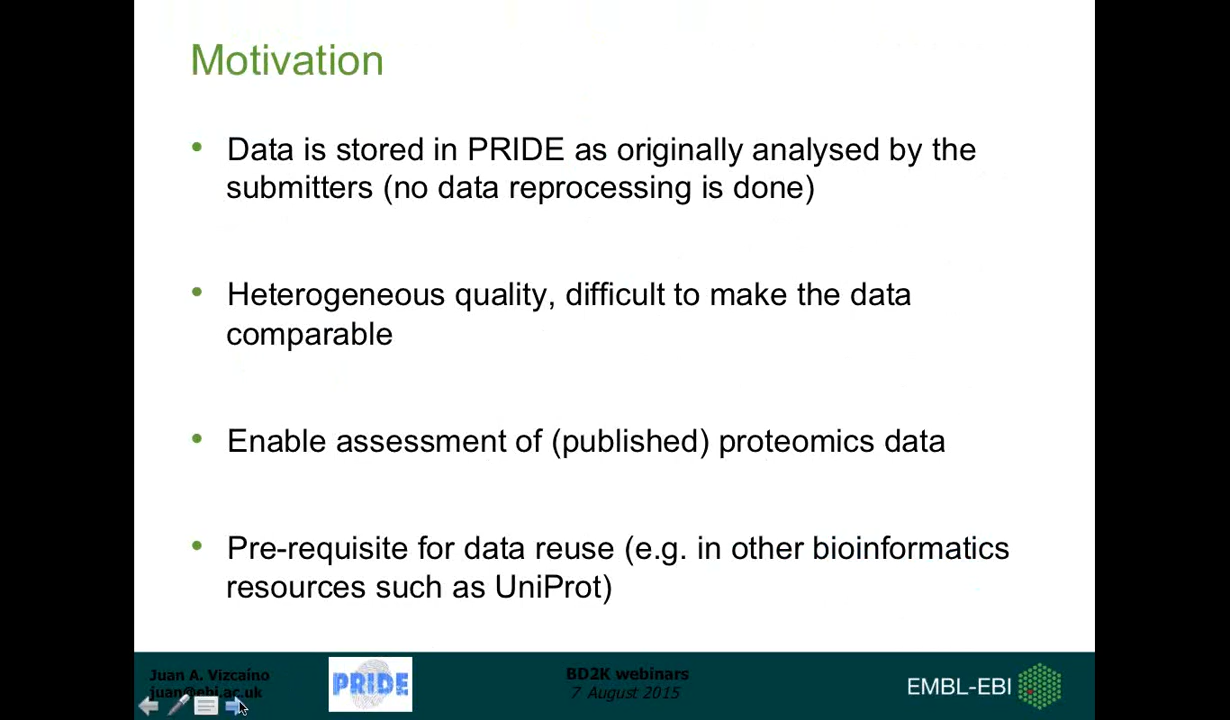 Motivation
• Data is stored in PRIDE as originally analysed by the
submitters (no data reprocessing is done)
• Heterogeneous quality, difficult to make the data
comparable
• Enable assessment of (published) proteomics data
• Pre-requisite for data reuse (e.g. in other bioinformatics
resources such as UniProt)
Juan A. Vizcaíno
juan@ebi.ac.uk
PRIDE
BD2K webinars
7 August 2015
EMBL-EBI